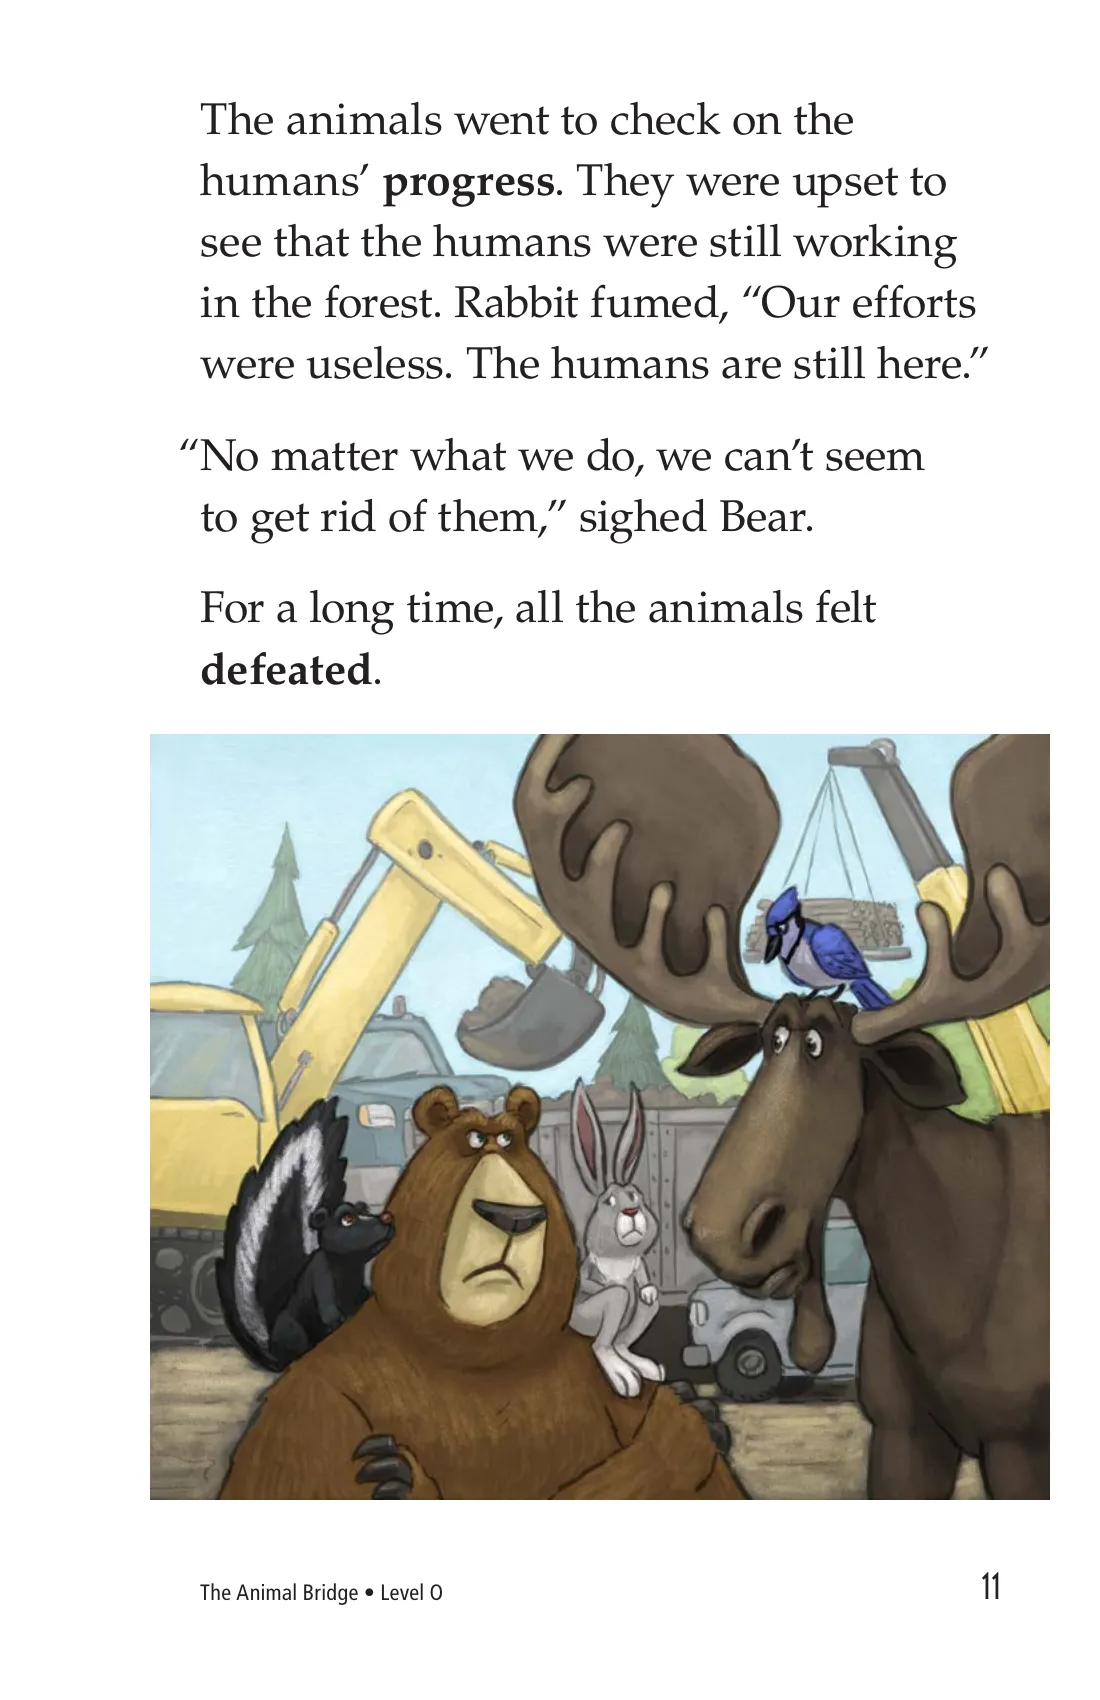 The animals went to check on the
humans’ progress. They were upset to
see that the humans were still working
in the forest. Rabbit fumed, “Our efforts
were useless. The humans are still here.”
“No matter what we do, we can’t seem
to get rid of them,” sighed Bear.
For a long time, all the animals felt
defeated.
The Animal Bridge • Level O
11